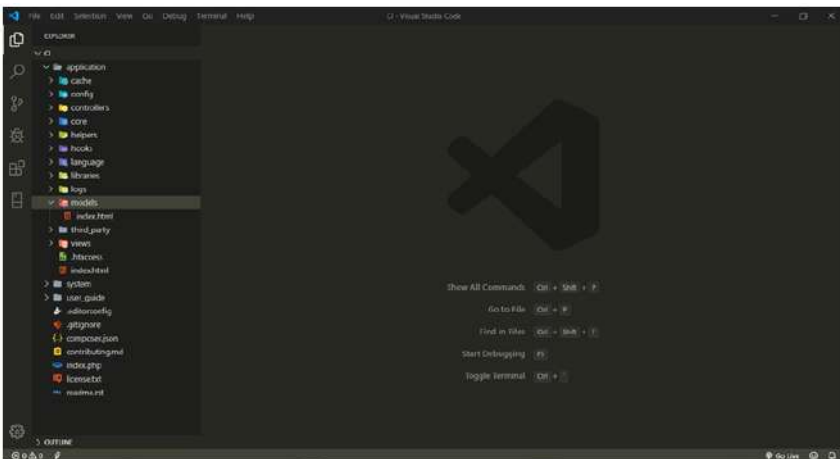 File Edit Selection View Go Debug Terminal Help
CI - Visual Studio Code
EXPLORER
CI
application
cache
config
controllers
core
helpers
hooks
language
libraries
logs
models
index.html
third_party
views
.htaccess
index.html
system
user_guide
.editorconfig
.gitignore
composer.json
contributing.md
index.php
license.txt
readme.rst
OUTLINE
Show All Commands Ctrl + Shift + P
Go to File Ctrl + P
Find in Files Ctrl + Shift + F
Start Debugging F5
Toggle Terminal Ctrl + `
0 0
Go Live